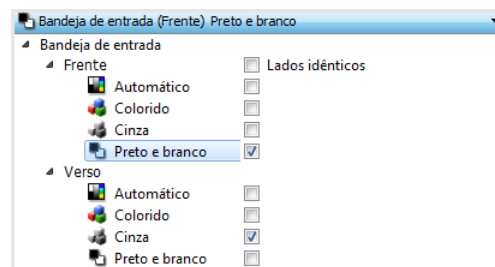 Bandeja de entrada (Frente) Preto e branco
Bandeja de entrada
Frente Lados idênticos
Automático
Colorido
Cinza
Preto e branco
Verso
Automático
Colorido
Cinza
Preto e branco